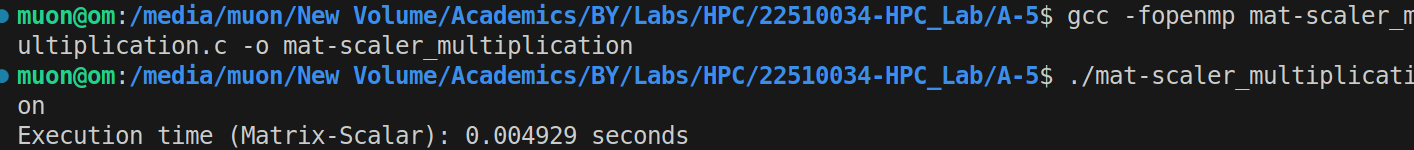 muon@om:/media/muon/New Volume/Academics/BY/Labs/HPC/22510034-HPC_Lab/A-5$ gcc -fopenmp mat-scaler_m
ultiplication.c -o mat-scaler_multiplication
muon@om:/media/muon/New Volume/Academics/BY/Labs/HPC/22510034-HPC_Lab/A-5$ ./mat-scaler_multiplicati
on
Execution time (Matrix-Scalar): 0.004929 seconds